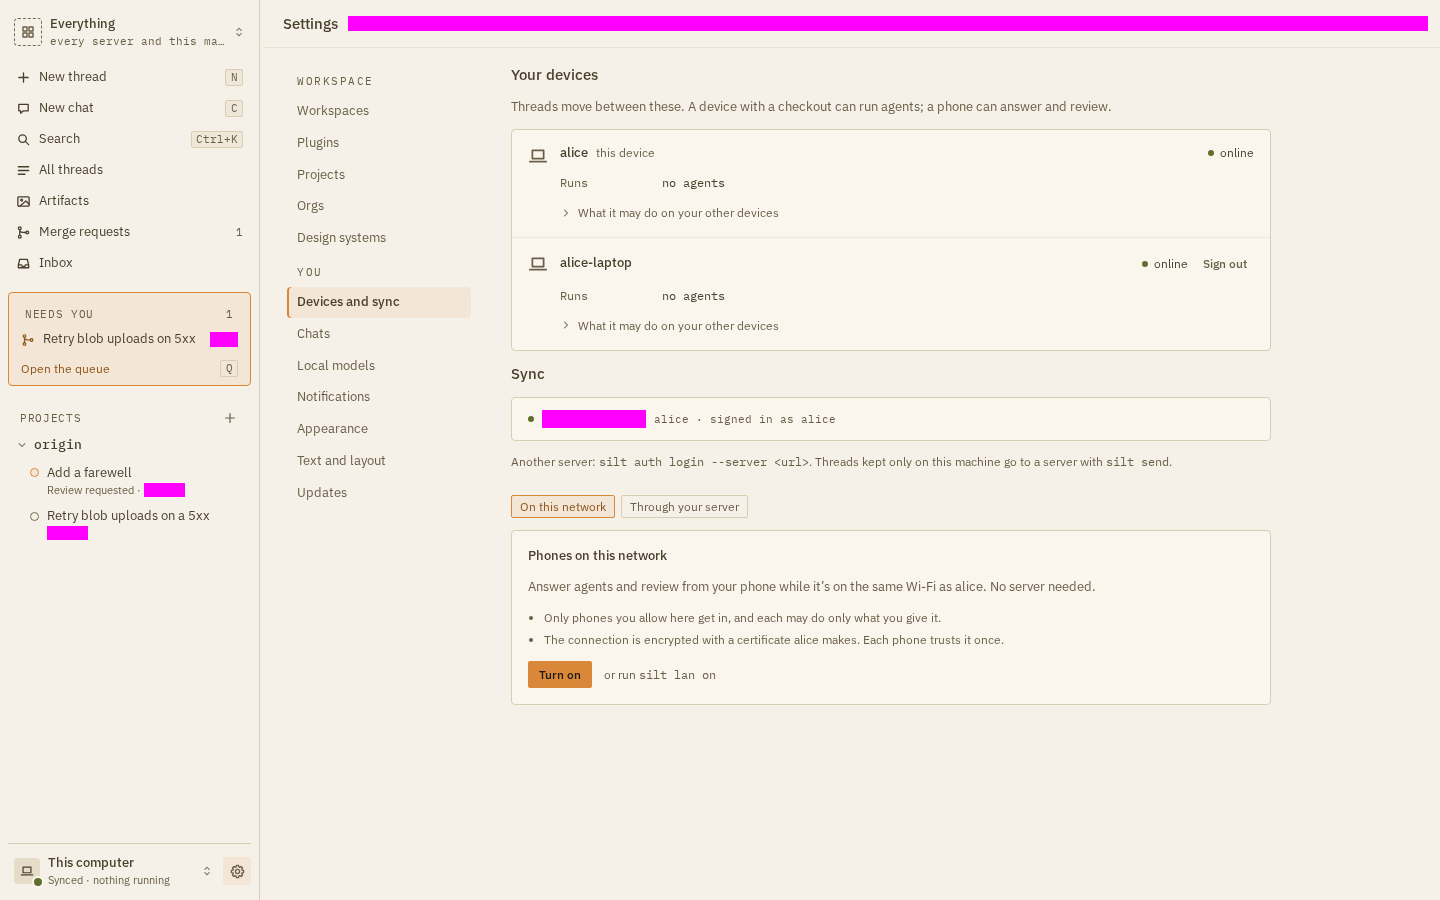 Everything
every server and this ma…
New thread N
New chat C
Search Ctrl+K
All threads
Artifacts
Merge requests 1
Inbox
NEEDS YOU 1
Retry blob uploads on 5xx
Open the queue Q
PROJECTS
origin
Add a farewell
Review requested ·
Retry blob uploads on a 5xx
This computer
Synced · nothing running
Settings
WORKSPACE
Workspaces
Plugins
Projects
Orgs
Design systems
YOU
Devices and sync
Chats
Local models
Notifications
Appearance
Text and layout
Updates
Your devices
Threads move between these. A device with a checkout can run agents; a phone can answer and review.
alice this device online
Runs no agents
What it may do on your other devices
alice-laptop online Sign out
Runs no agents
What it may do on your other devices
Sync
alice · signed in as alice
Another server: silt auth login --server <url>. Threads kept only on this machine go to a server with silt send.
On this network Through your server
Phones on this network
Answer agents and review from your phone while it’s on the same Wi-Fi as alice. No server needed.
• Only phones you allow here get in, and each may do only what you give it.
• The connection is encrypted with a certificate alice makes. Each phone trusts it once.
Turn on or run silt lan on